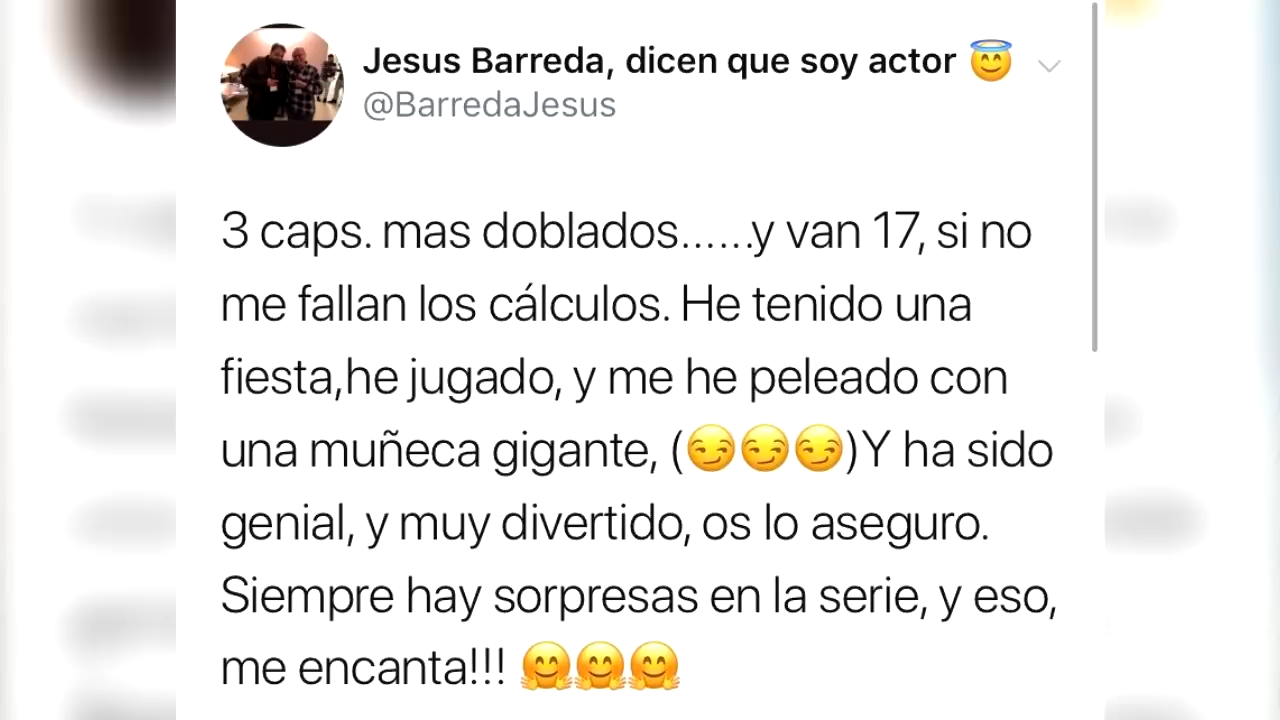 Jesus Barreda, dicen que soy actor 😇
@BarredaJesus
3 caps. mas doblados......y van 17, si no
me fallan los cálculos. He tenido una
fiesta,he jugado, y me he peleado con
una muñeca gigante, (😏😏😏)Y ha sido
genial, y muy divertido, os lo aseguro.
Siempre hay sorpresas en la serie, y eso,
me encanta!!! 🤗🤗🤗